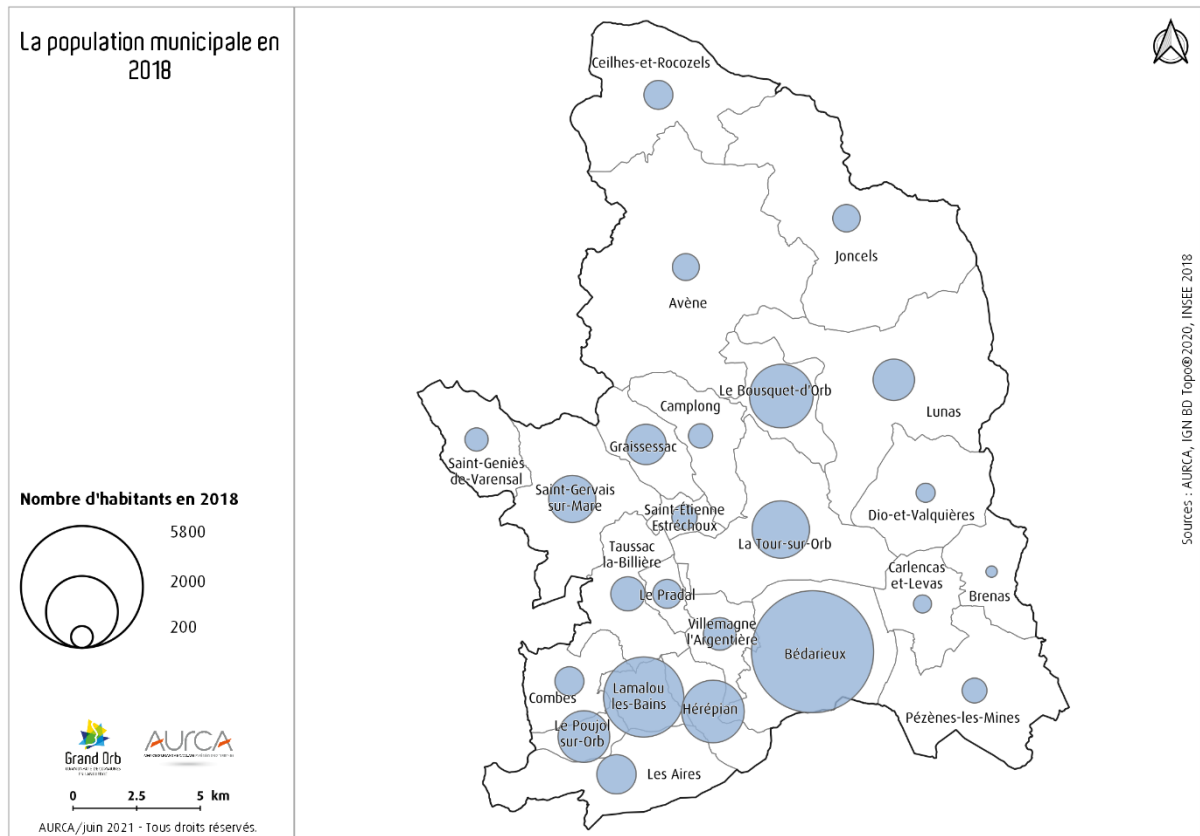 La population municipale en
2018
Nombre d'habitants en 2018
5800
2000
200
Grand Orb
AURCA
0 2.5 5 km
AURCA/juin 2021 - Tous droits réservés.
Ceilhes-et-Rocozels
Joncels
Avène
Le Bousquet-d'Orb
Lunas
Camplong
Graissessac
Saint-Geniès
de-Varensal
Saint-Gervais
sur-Mare
Saint-Étienne
Estréchoux
Dio-et-Valquières
La Tour-sur-Orb
Taussac
la-Billière
Le Pradal
Carlencas
et-Levas
Brenas
Villemagne
l'Argentière
Bédarieux
Combes
Lamalou
les-Bains
Hérépian
Pézènes-les-Mines
Le Poujol
sur-Orb
Les Aires
Sources : AURCA, IGN BD Topo®2020, INSEE 2018